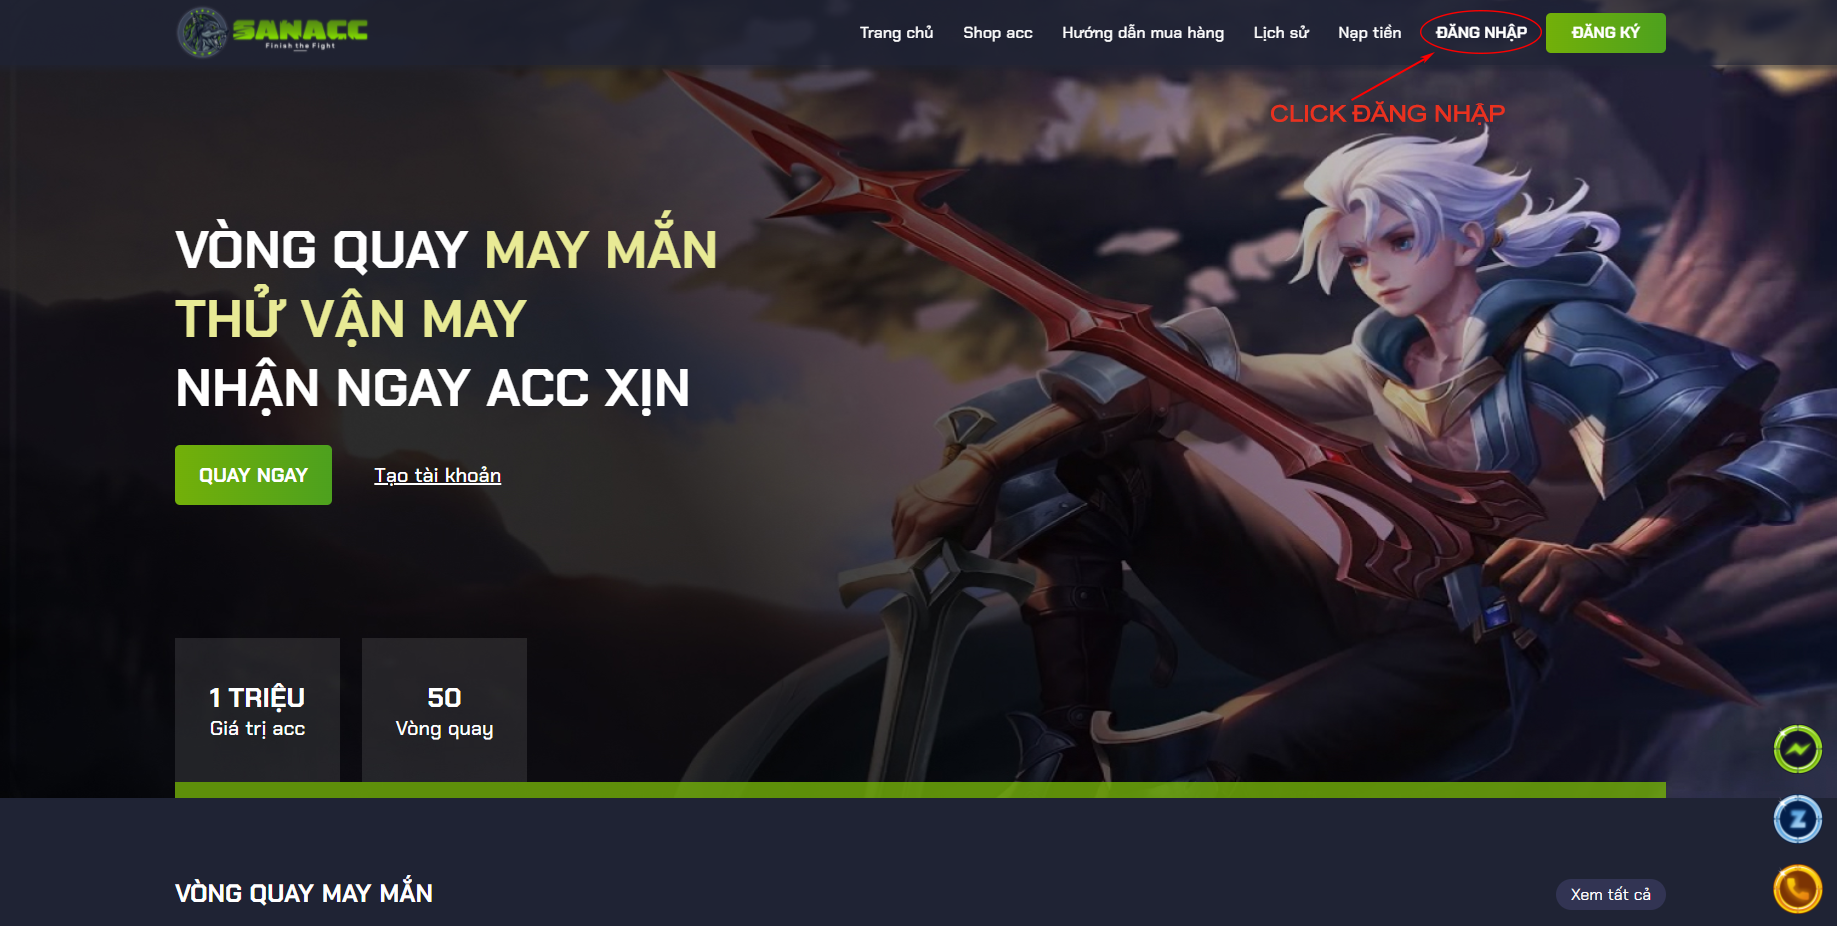 SANACC
Finish the Fight
Trang chủ
Shop acc
Hướng dẫn mua hàng
Lịch sử
Nạp tiền
ĐĂNG NHẬP
ĐĂNG KÝ
CLICK ĐĂNG NHẬP
VÒNG QUAY MAY MẮN
THỬ VẬN MAY
NHẬN NGAY ACC XỊN
QUAY NGAY
Tạo tài khoản
1 TRIỆU
Giá trị acc
50
Vòng quay
Z
VÒNG QUAY MAY MẮN
Xem tất cả